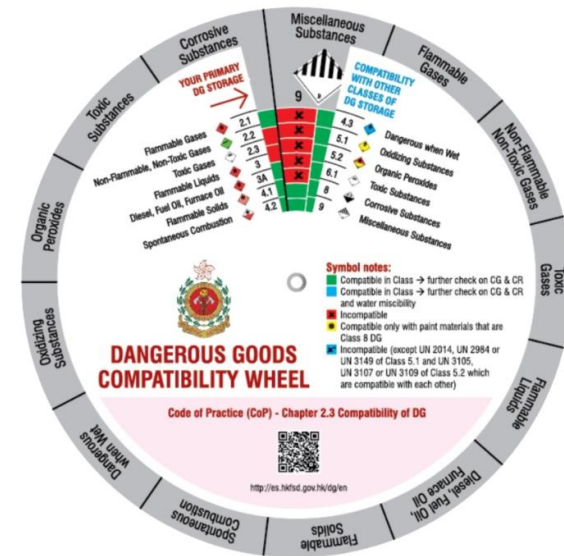 Miscellaneous
Substances
Flammable
Gases
Non-Flammable,
Non-Toxic Gases
Toxic
Gases
Flammable
Liquids
Diesel, Fuel Oil,
Furnace Oil
Flammable
Solids
Spontaneous
Combustion
Dangerous
when Wet
Oxidizing
Substances
Organic
Peroxides
Toxic
Substances
Corrosive
Substances
YOUR PRIMARY
DG STORAGE
9
9
COMPATIBILITY
WITH OTHER
CLASSES OF
DG STORAGE
Flammable Gases 2.1
Non-Flammable, Non-Toxic Gases 2.2
Toxic Gases 2.3
Flammable Liquids 3
Diesel, Fuel Oil, Furnace Oil 3A
Flammable Solids 4.1
Spontaneous Combustion 4.2
4.3 Dangerous when Wet
5.1 Oxidizing Substances
5.2 Organic Peroxides
6.1 Toxic Substances
8 Corrosive Substances
9 Miscellaneous Substances
Symbol notes:
Compatible in Class → further check on CG & CR
Compatible in Class → further check on CG & CR
and water miscibility
Incompatible
Compatible only with paint materials that are
Class 8 DG
Incompatible (except UN 2014, UN 2984 or
UN 3149 of Class 5.1 and UN 3105,
UN 3107 or UN 3109 of Class 5.2 which
are compatible with each other)
DANGEROUS GOODS
COMPATIBILITY WHEEL
Code of Practice (CoP) - Chapter 2.3 Compatibility of DG
http://es.hkfsd.gov.hk/dg/en